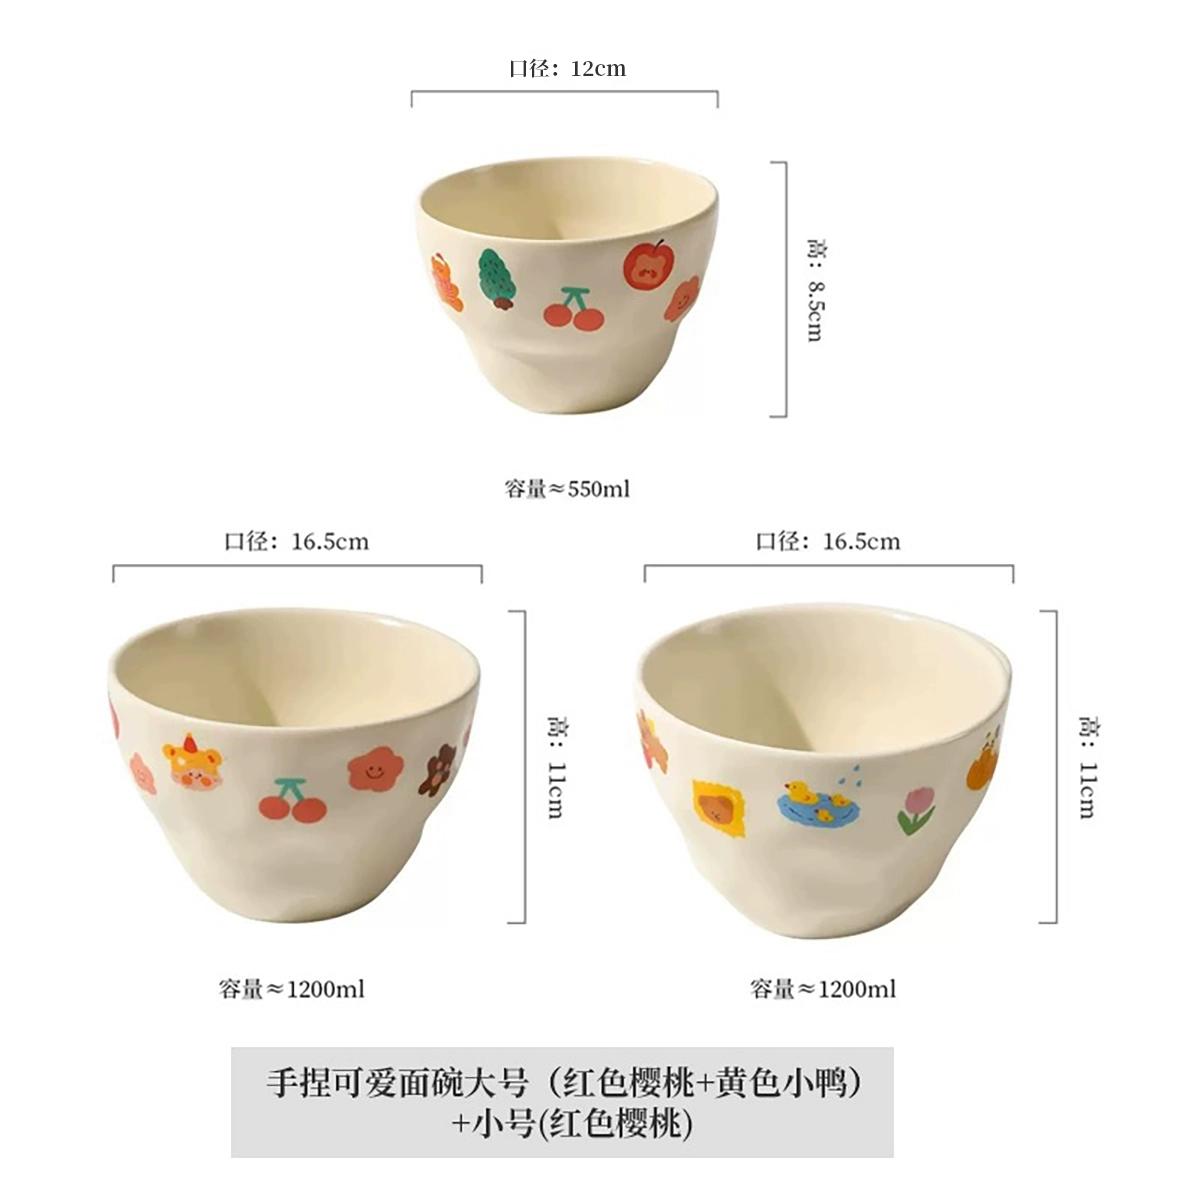 口径：12cm
高：8.5cm
容量≈550ml
口径：16.5cm
口径：16.5cm
高：11cm
高：11cm
容量≈1200ml
容量≈1200ml
手捏可爱面碗大号（红色樱桃+黄色小鸭）
+小号(红色樱桃)